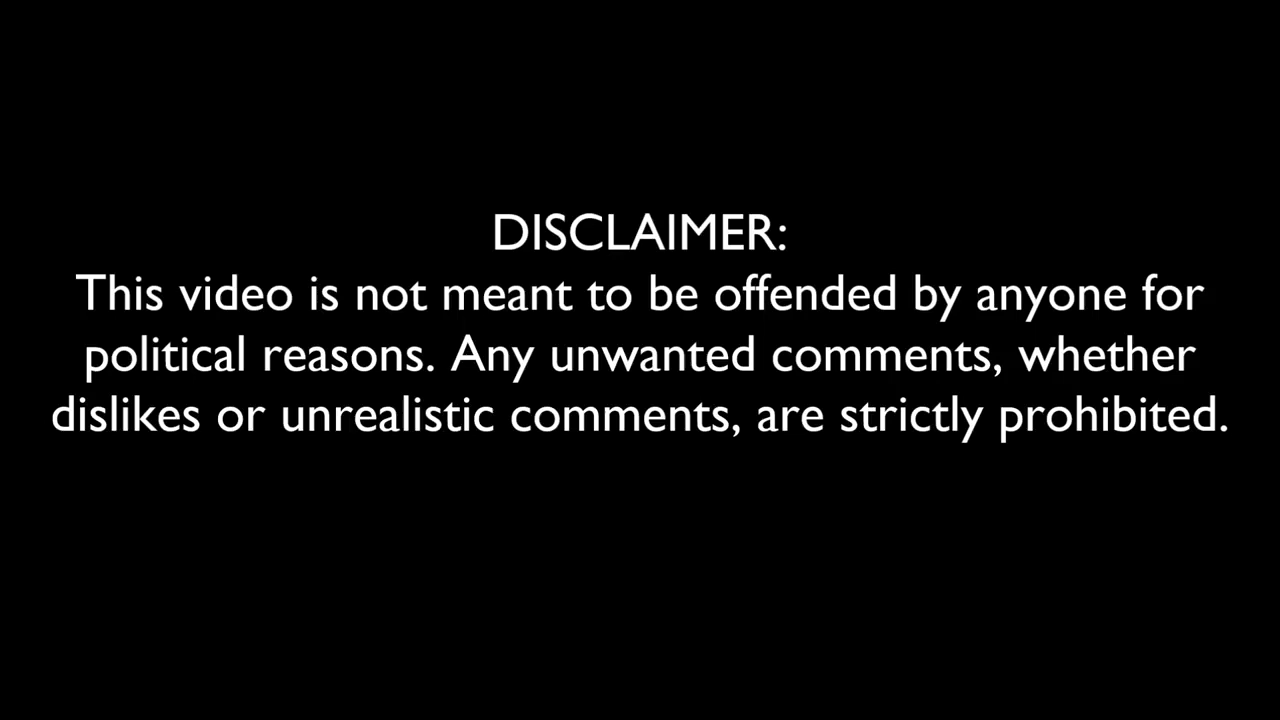 DISCLAIMER:
This video is not meant to be offended by anyone for
political reasons. Any unwanted comments, whether
dislikes or unrealistic comments, are strictly prohibited.